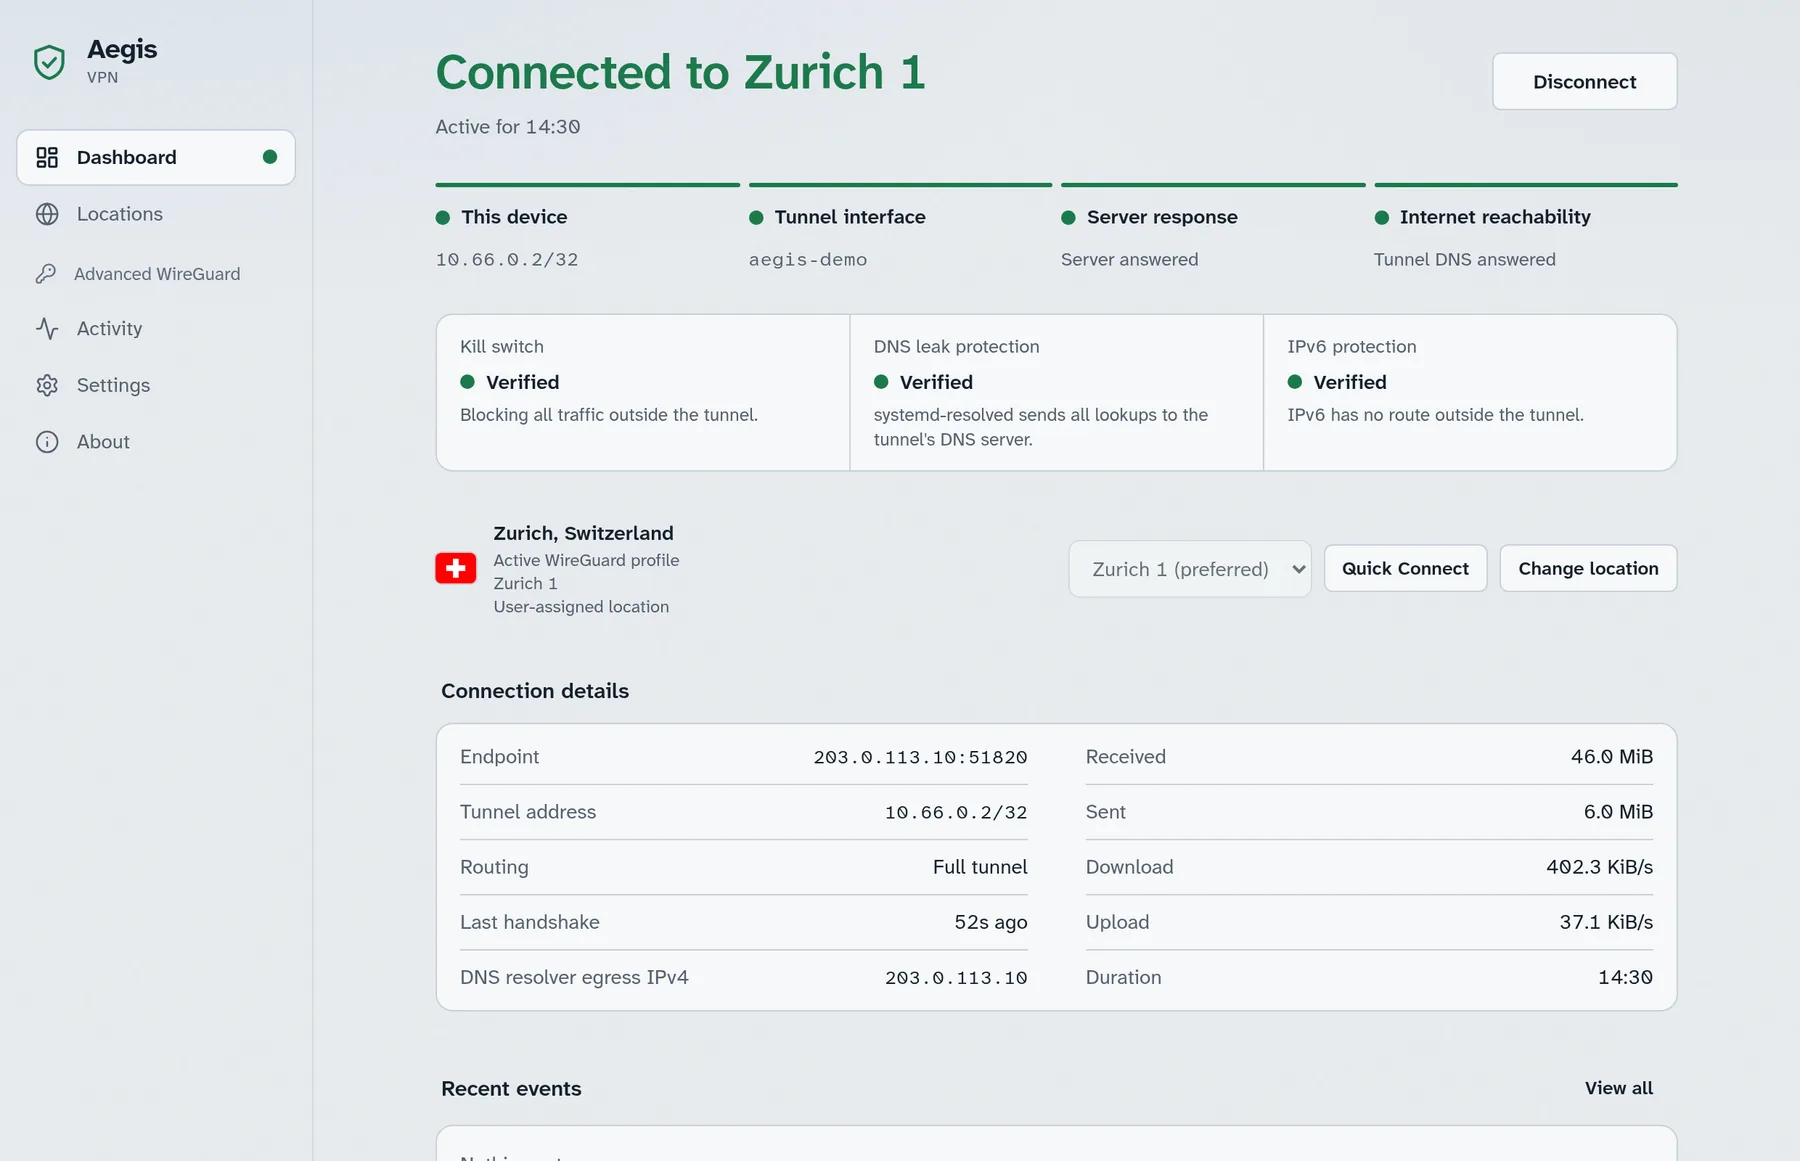 Aegis
VPN
Dashboard
Locations
Advanced WireGuard
Activity
Settings
About
Connected to Zurich 1
Active for 14:30
Disconnect
This device
10.66.0.2/32
Tunnel interface
aegis-demo
Server response
Server answered
Internet reachability
Tunnel DNS answered
Kill switch
Verified
Blocking all traffic outside the tunnel.
DNS leak protection
Verified
systemd-resolved sends all lookups to the
tunnel's DNS server.
IPv6 protection
Verified
IPv6 has no route outside the tunnel.
Zurich, Switzerland
Active WireGuard profile
Zurich 1
User-assigned location
Zurich 1 (preferred)
Quick Connect
Change location
Connection details
Endpoint 203.0.113.10:51820
Tunnel address 10.66.0.2/32
Routing Full tunnel
Last handshake 52s ago
DNS resolver egress IPv4 203.0.113.10
Received 46.0 MiB
Sent 6.0 MiB
Download 402.3 KiB/s
Upload 37.1 KiB/s
Duration 14:30
Recent events
View all